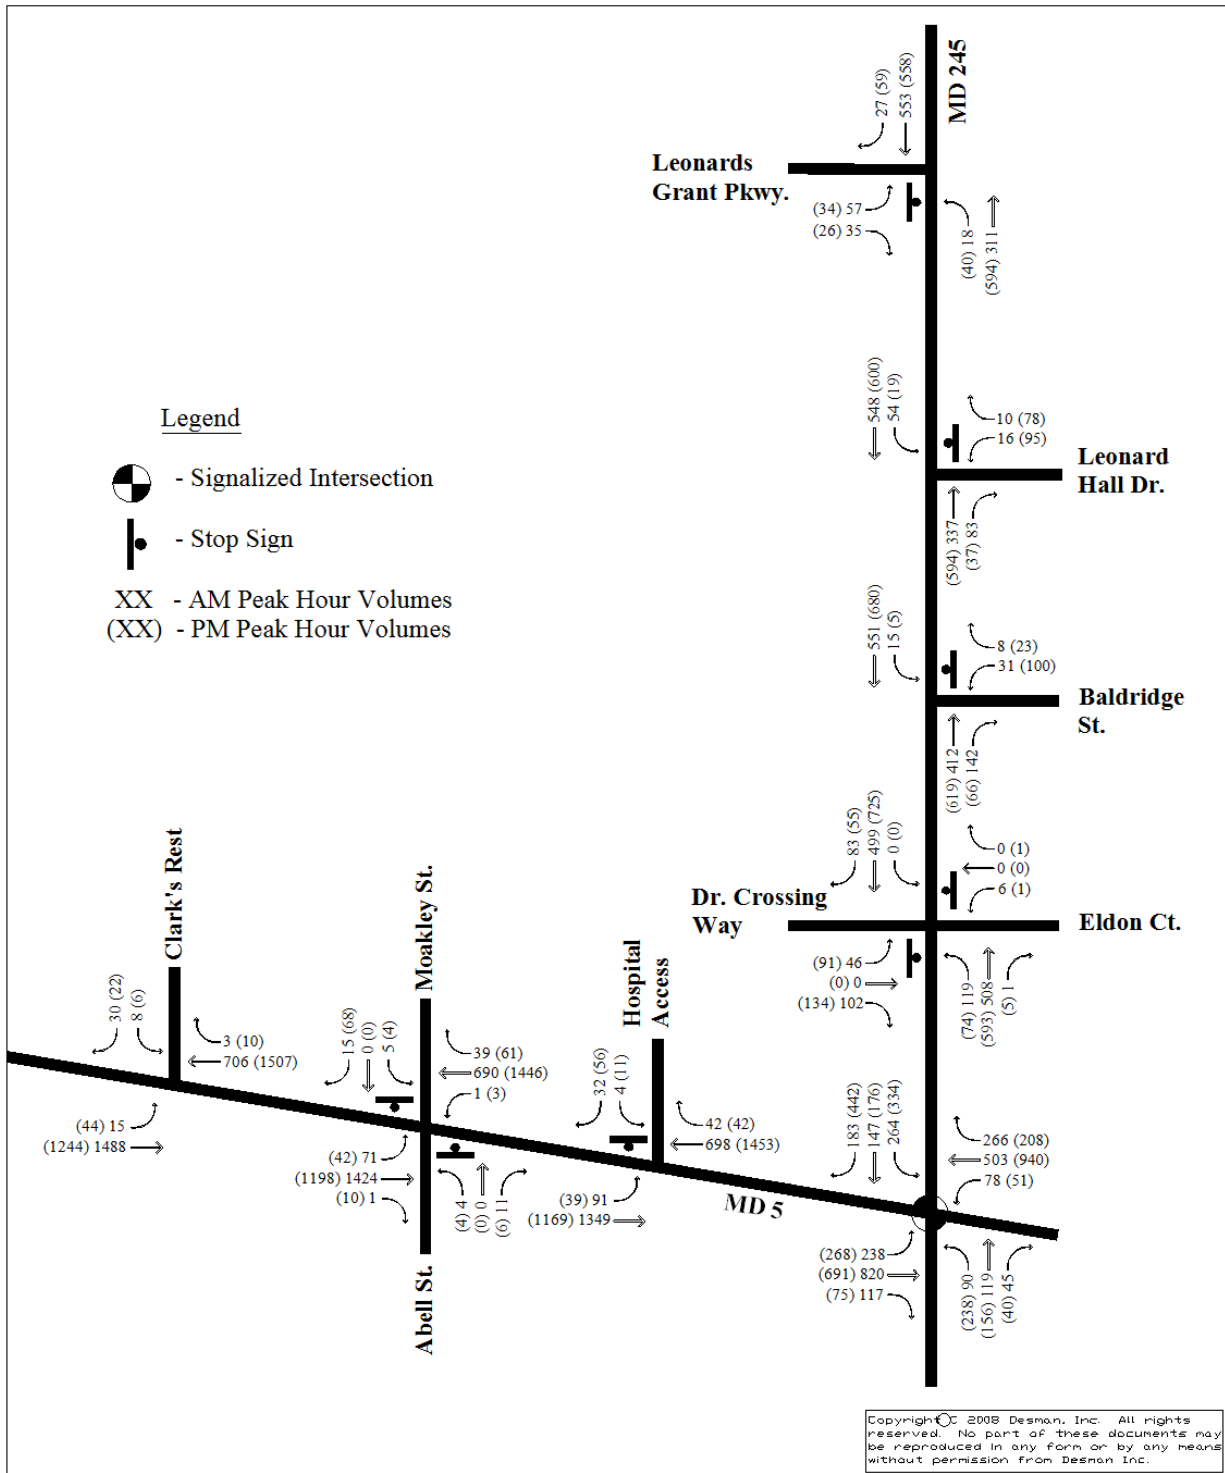 MD 245
27 (59)
553 (558)
Leonards
Grant Pkwy.
(34) 57
(26) 35
(40) 18
(594) 311
548 (600)
54 (19)
10 (78)
16 (95)
Leonard
Hall Dr.
(594) 337
(37) 83
Legend
- Signalized Intersection
- Stop Sign
XX - AM Peak Hour Volumes
(XX) - PM Peak Hour Volumes
551 (680)
15 (5)
8 (23)
31 (100)
Baldridge
St.
(619) 412
(66) 142
83 (55)
499 (725)
0 (0)
0 (1)
0 (0)
6 (1)
Dr. Crossing
Way
Eldon Ct.
(91) 46
(0) 0
(134) 102
(74) 119
(593) 508
(5) 1
Clark's Rest
30 (22)
8 (6)
3 (10)
706 (1507)
(44) 15
(1244) 1488
Moakley St.
15 (68)
0 (0)
5 (4)
39 (61)
690 (1446)
1 (3)
(42) 71
(1198) 1424
(10) 1
(4) 4
(0) 0
(6) 11
Abell St.
Hospital
Access
32 (56)
4 (11)
42 (42)
698 (1453)
(39) 91
(1169) 1349
MD 5
183 (442)
147 (176)
264 (334)
266 (208)
503 (940)
78 (51)
(268) 238
(691) 820
(75) 117
(238) 90
(156) 119
(40) 45
Copyright C 2008 Desman, Inc. All rights
reserved. No part of these documents may
be reproduced in any form or by any means
without permission from Desman Inc.